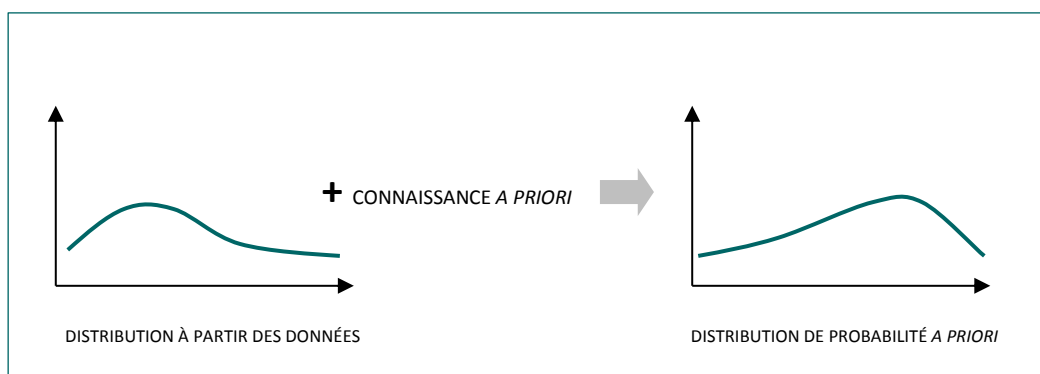 + CONNAISSANCE A PRIORI
DISTRIBUTION À PARTIR DES DONNÉES
DISTRIBUTION DE PROBABILITÉ A PRIORI